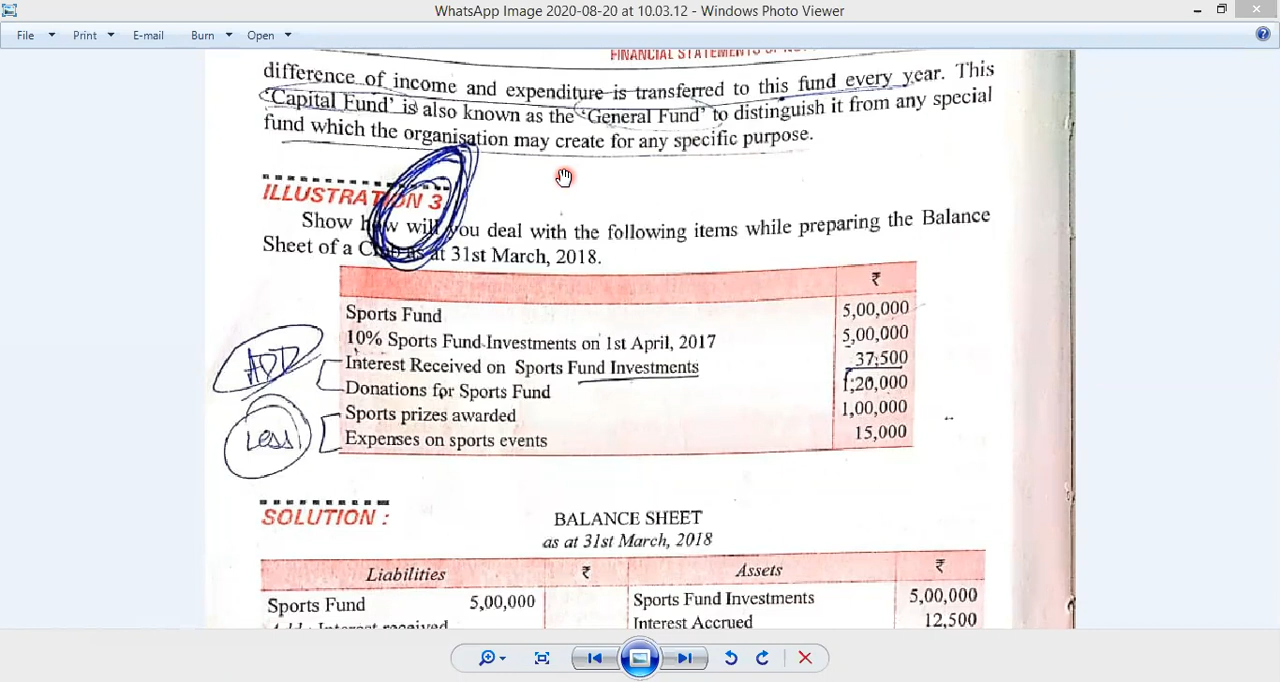 WhatsApp Image 2020-08-20 at 10.03.12 - Windows Photo Viewer
File Print E-mail Burn Open
FINANCIAL STATEMENTS OF
difference of income and expenditure is transferred to this fund every year. This
'Capital Fund' is also known as the 'General Fund' to distinguish it from any special
fund which the organisation may create for any specific purpose.
ILLUSTRATION 3
Show how will you deal with the following items while preparing the Balance
Sheet of a Club as at 31st March, 2018.
₹
Sports Fund 5,00,000
10% Sports Fund Investments on 1st April, 2017 5,00,000
Interest Received on Sports Fund Investments 37,500
Donations for Sports Fund 1,20,000
Sports prizes awarded 1,00,000
Expenses on sports events 15,000
ADD
Less
SOLUTION :
BALANCE SHEET
as at 31st March, 2018
Liabilities ₹ Assets ₹
Sports Fund 5,00,000 Sports Fund Investments 5,00,000
Add : Interest received Interest Accrued 12,500